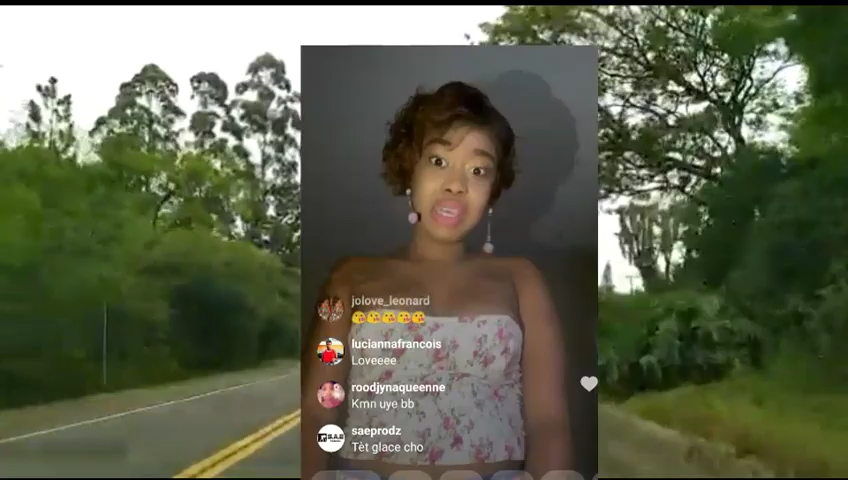 jolove_leonard
😘😘😘😘😘
luciannafrancois
Loveeee
roodjynaqueenne
Kmn uye bb
saeprodz
Tèt glace cho